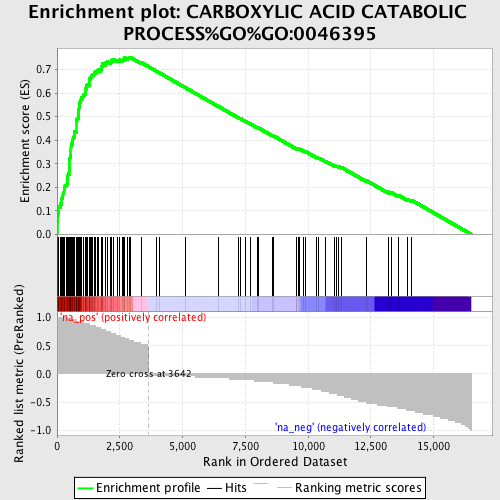 Enrichment plot: CARBOXYLIC ACID CATABOLIC
PROCESS%GO%GO:0046395
Enrichment score (ES)
0.7
0.6
0.5
0.4
0.3
0.2
0.1
0.0
Ranked list metric (PreRanked)
1.0
0.5
0.0
-0.5
-1.0
'na_pos' (positively correlated)
Zero cross at 3642
'na_neg' (negatively correlated)
0
2,500
5,000
7,500
10,000
12,500
15,000
Rank in Ordered Dataset
Enrichment profile
Hits
Ranking metric scores